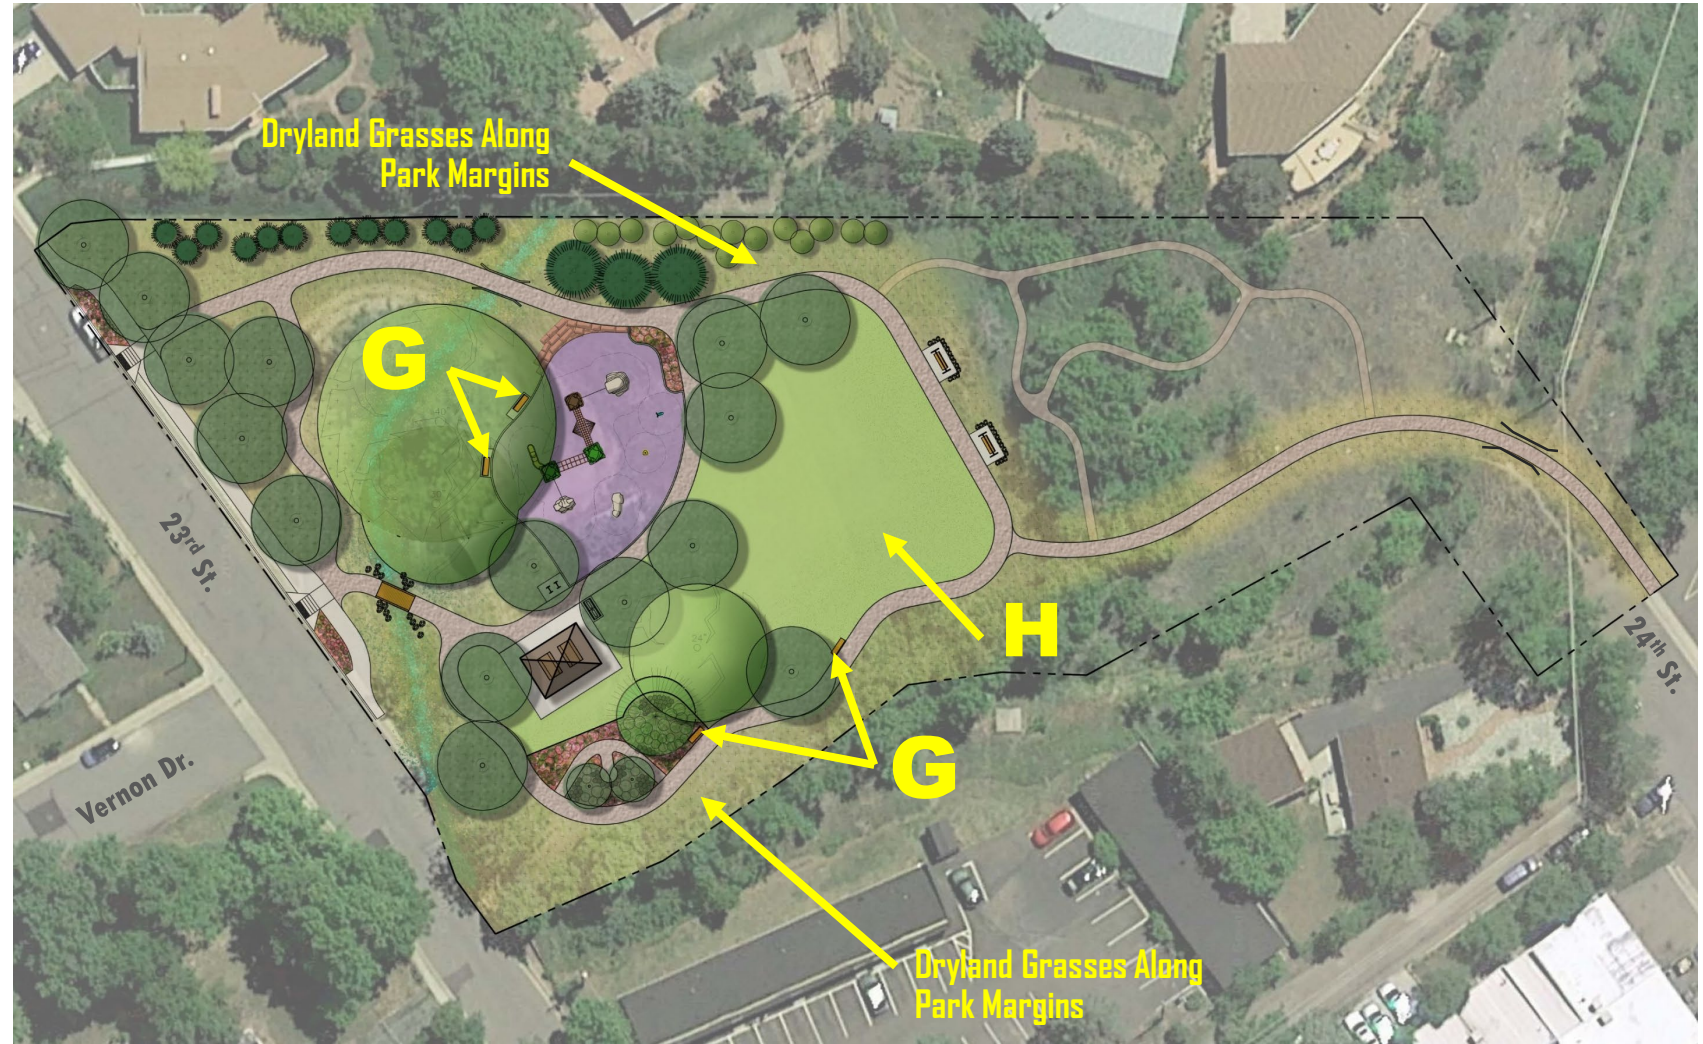 Dryland Grasses Along
Park Margins
G
23rd St.
H
24th St.
G
Vernon Dr.
Dryland Grasses Along
Park Margins